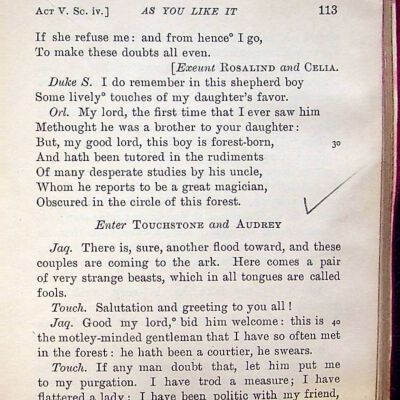 ACT V. SC. iv.] AS YOU LIKE IT 113
If she refuse me: and from hence° I go,
To make these doubts all even.
[Exeunt ROSALIND and CELIA.
Duke S. I do remember in this shepherd boy
Some lively° touches of my daughter's favor.
Orl. My lord, the first time that I ever saw him
Methought he was a brother to your daughter:
But, my good lord, this boy is forest-born, 30
And hath been tutored in the rudiments
Of many desperate studies by his uncle,
Whom he reports to be a great magician,
Obscured in the circle of this forest.
Enter TOUCHSTONE and AUDREY
Jaq. There is, sure, another flood toward, and these
couples are coming to the ark. Here comes a pair
of very strange beasts, which in all tongues are called
fools.
Touch. Salutation and greeting to you all!
Jaq. Good my lord,° bid him welcome: this is 40
the motley-minded gentleman that I have so often met
in the forest: he hath been a courtier, he swears.
Touch. If any man doubt that, let him put me
to my purgation. I have trod a measure; I have
flattered a lady; I have been politic with my friend,